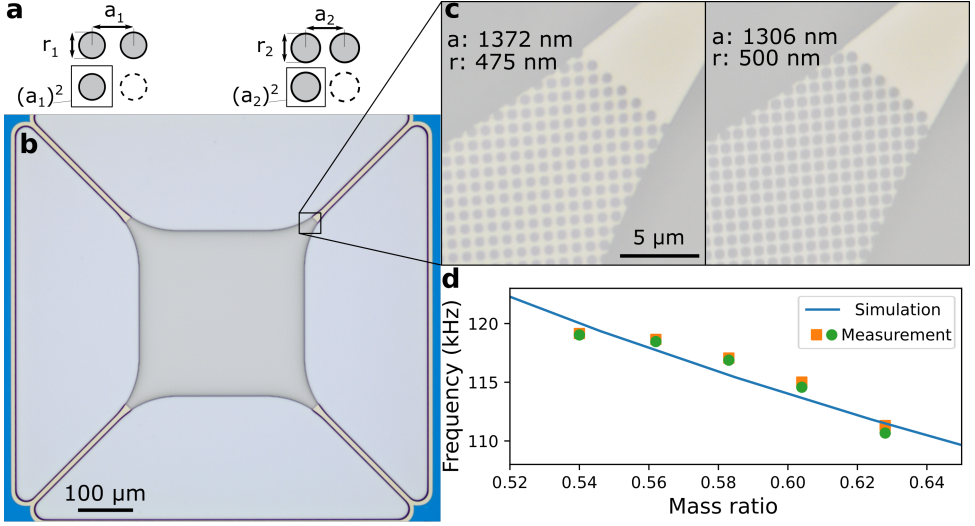 a
a₁
r₁
(a₁)²
a₂
r₂
(a₂)²
b
100 μm
c
a: 1372 nm
r: 475 nm
a: 1306 nm
r: 500 nm
5 μm
d
Frequency (kHz)
120
115
110
Simulation
Measurement
0.52 0.54 0.56 0.58 0.60 0.62 0.64
Mass ratio